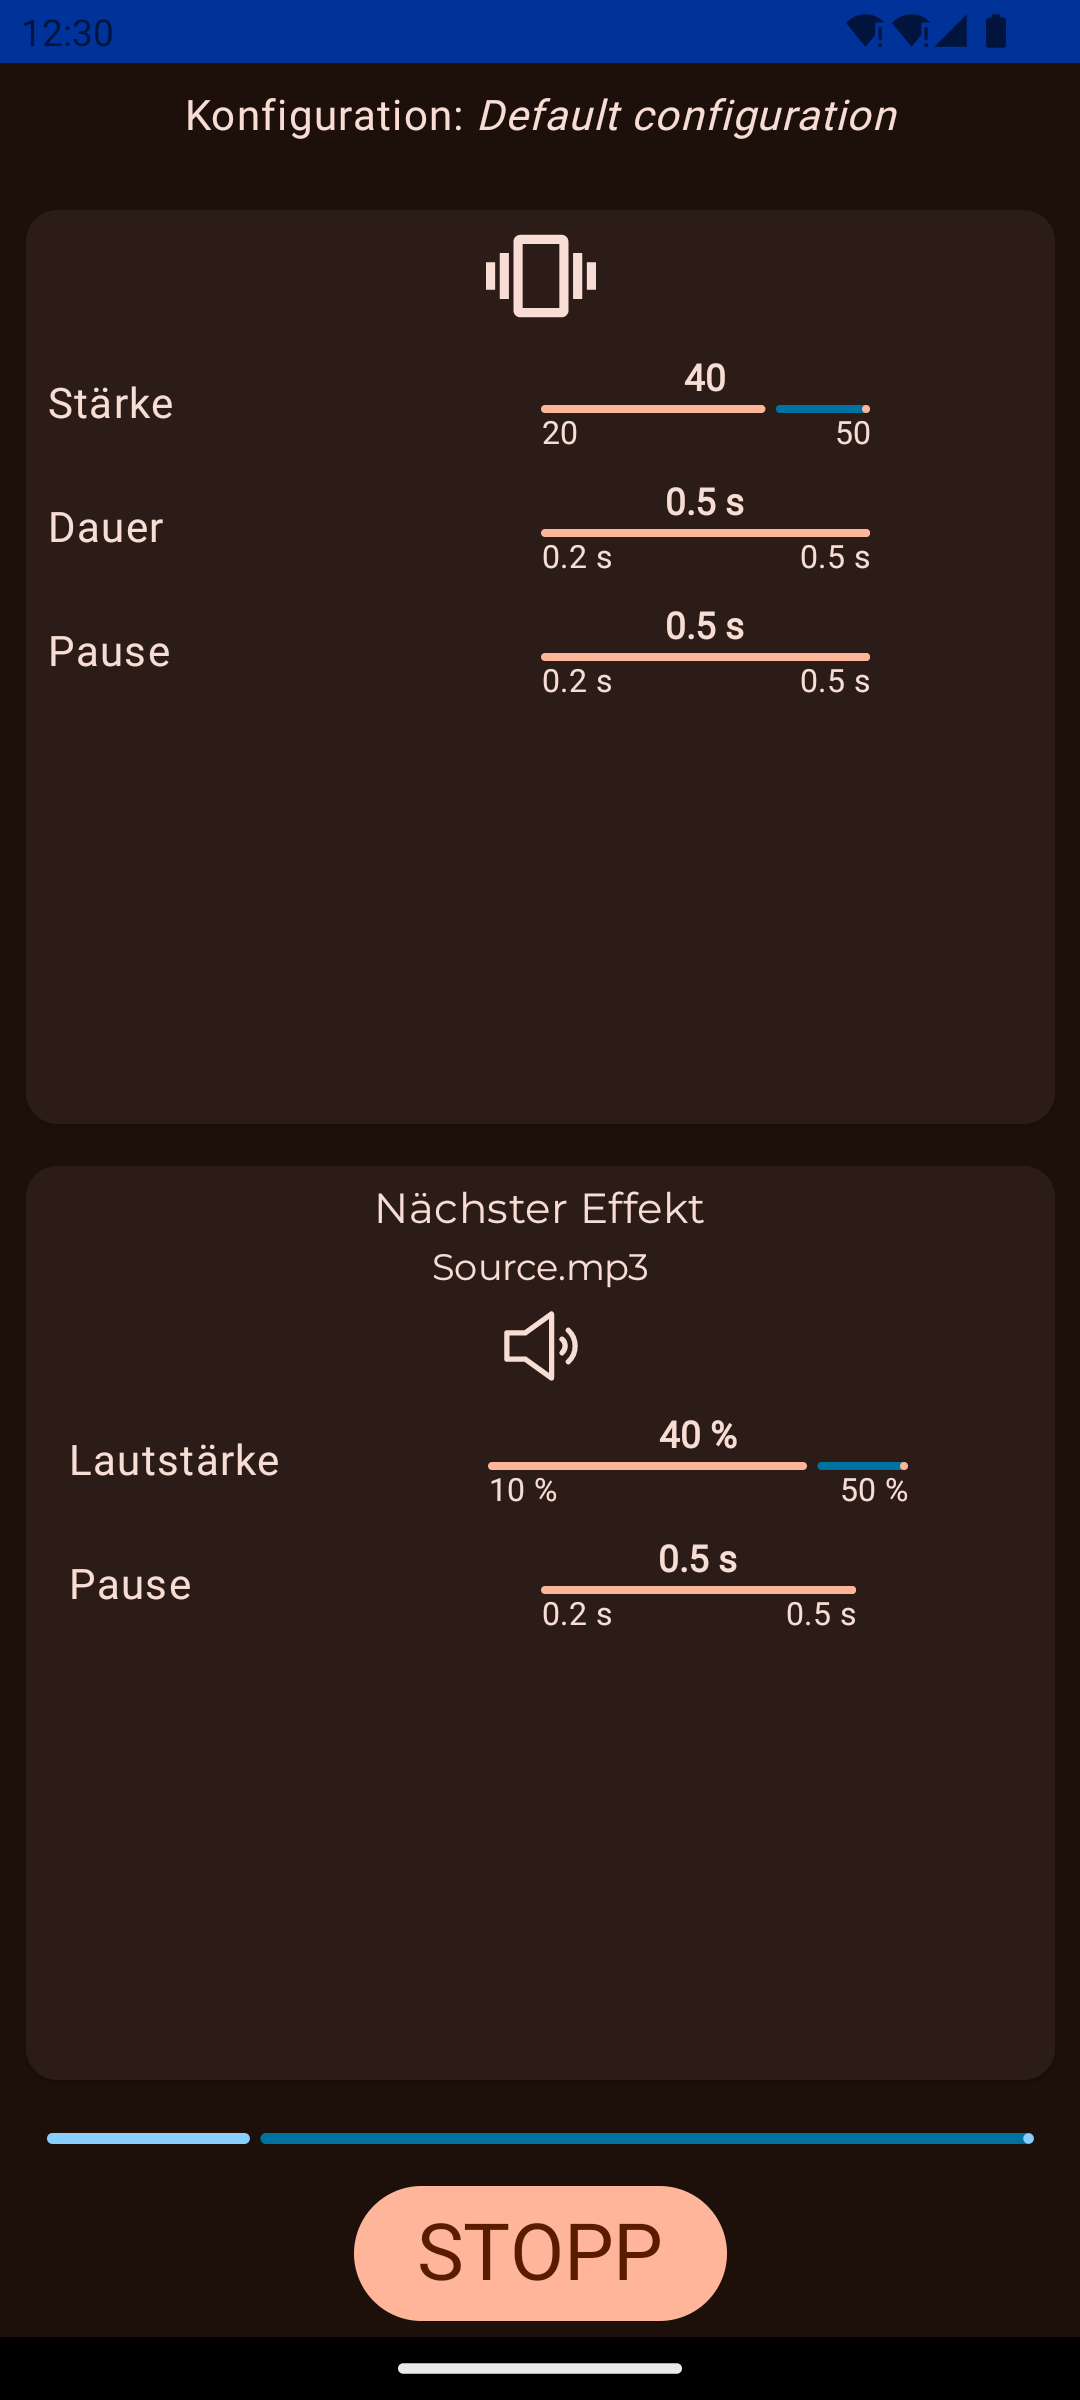 12:30
Konfiguration: Default configuration
Stärke
40
20 50
Dauer
0.5 s
0.2 s 0.5 s
Pause
0.5 s
0.2 s 0.5 s
Nächster Effekt
Source.mp3
Lautstärke
40 %
10 % 50 %
Pause
0.5 s
0.2 s 0.5 s
STOPP